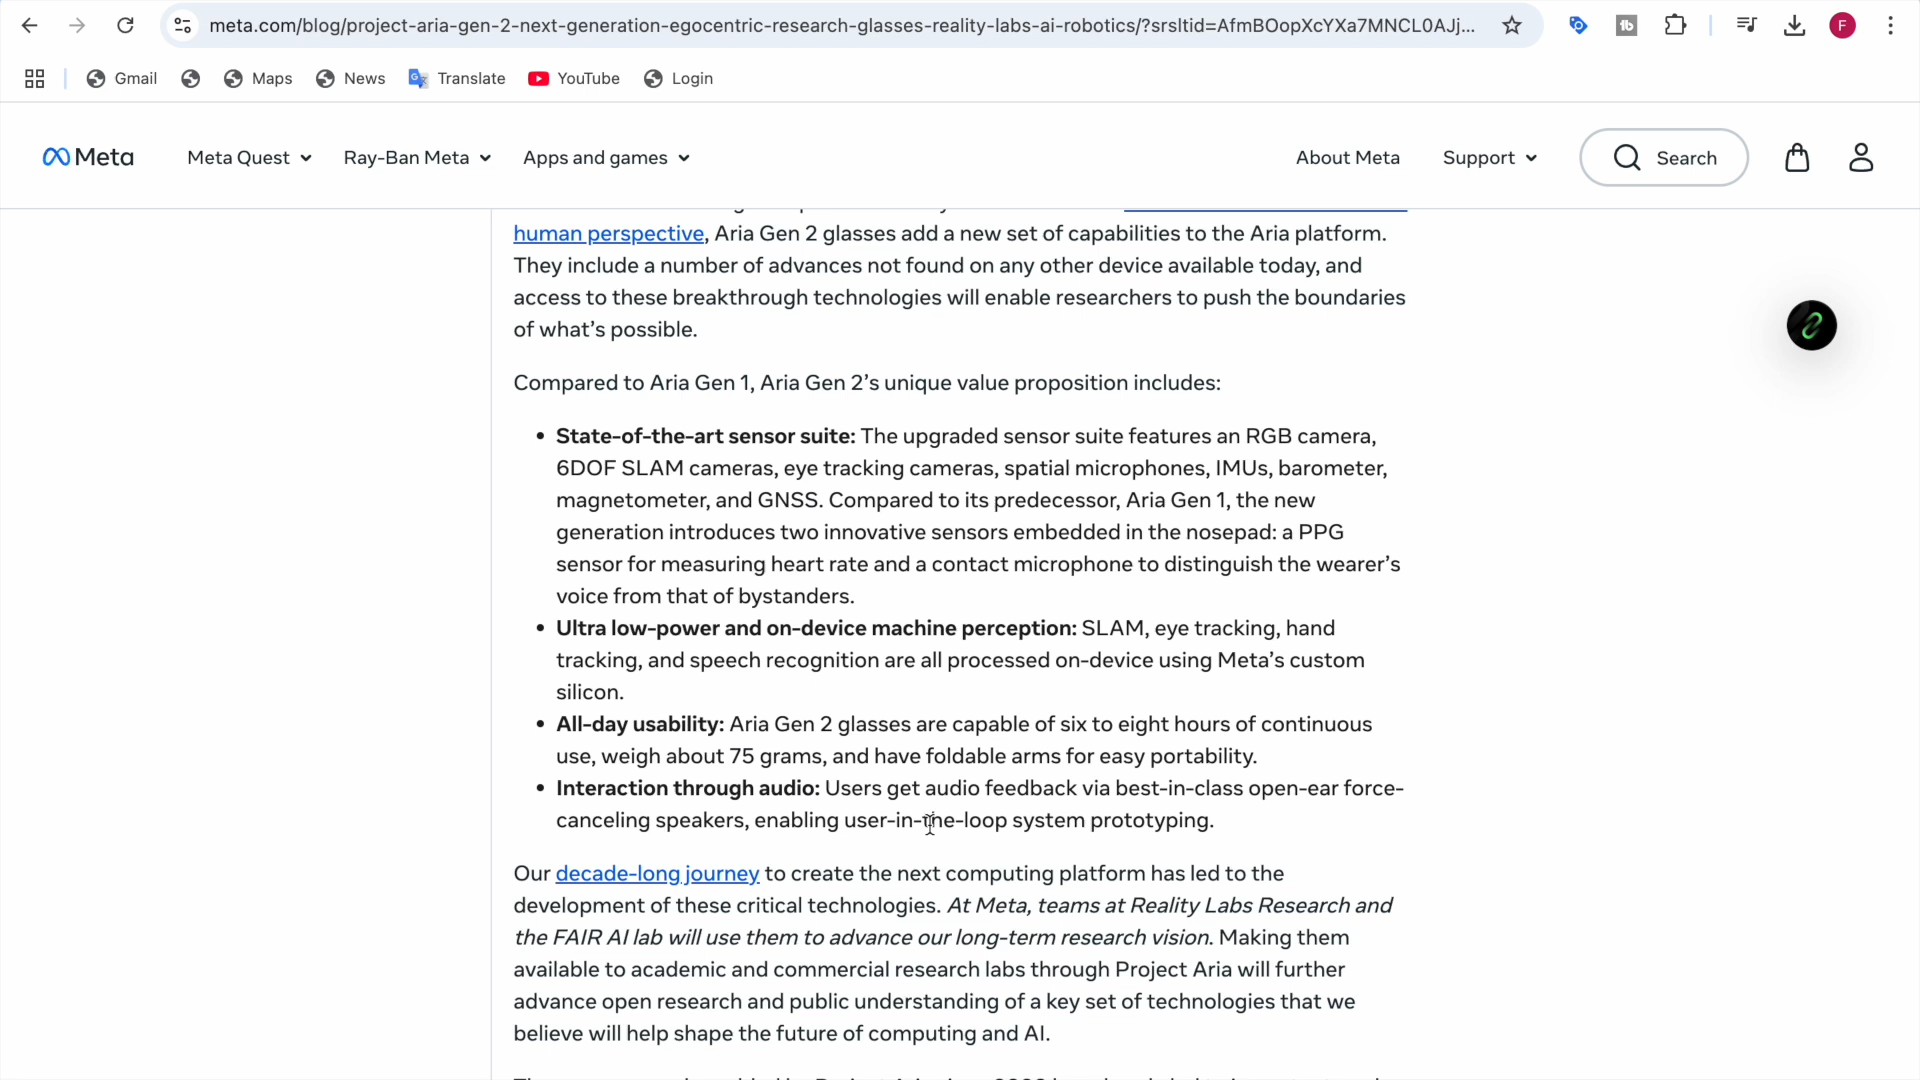 meta.com/blog/project-aria-gen-2-next-generation-egocentric-research-glasses-reality-labs-ai-robotics/?srsltid=AfmBOopXcYXa7MNCL0AJj...
tb
F
Gmail
Maps
News
Translate
YouTube
Login
Meta
Meta Quest
Ray-Ban Meta
Apps and games
About Meta
Support
Search
human perspective, Aria Gen 2 glasses add a new set of capabilities to the Aria platform.
They include a number of advances not found on any other device available today, and
access to these breakthrough technologies will enable researchers to push the boundaries
of what’s possible.
Compared to Aria Gen 1, Aria Gen 2’s unique value proposition includes:
• State-of-the-art sensor suite: The upgraded sensor suite features an RGB camera,
6DOF SLAM cameras, eye tracking cameras, spatial microphones, IMUs, barometer,
magnetometer, and GNSS. Compared to its predecessor, Aria Gen 1, the new
generation introduces two innovative sensors embedded in the nosepad: a PPG
sensor for measuring heart rate and a contact microphone to distinguish the wearer’s
voice from that of bystanders.
• Ultra low-power and on-device machine perception: SLAM, eye tracking, hand
tracking, and speech recognition are all processed on-device using Meta’s custom
silicon.
• All-day usability: Aria Gen 2 glasses are capable of six to eight hours of continuous
use, weigh about 75 grams, and have foldable arms for easy portability.
• Interaction through audio: Users get audio feedback via best-in-class open-ear force-
canceling speakers, enabling user-in-the-loop system prototyping.
Our decade-long journey to create the next computing platform has led to the
development of these critical technologies. At Meta, teams at Reality Labs Research and
the FAIR AI lab will use them to advance our long-term research vision. Making them
available to academic and commercial research labs through Project Aria will further
advance open research and public understanding of a key set of technologies that we
believe will help shape the future of computing and AI.